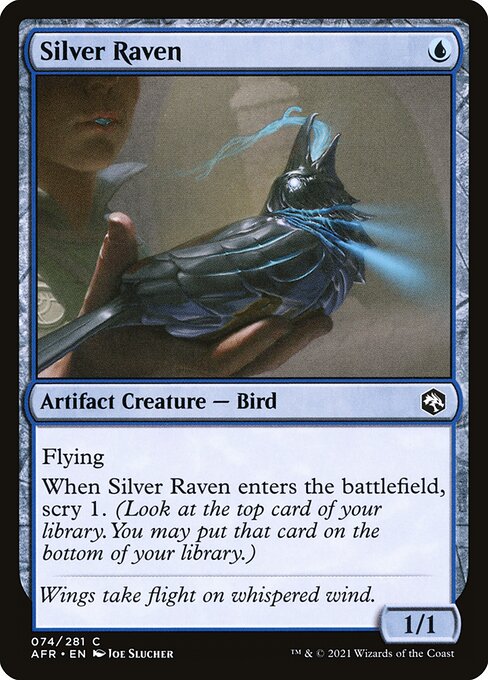 Silver Raven
Artifact Creature — Bird
Flying
When Silver Raven enters the battlefield,
scry 1. (Look at the top card of your
library. You may put that card on the
bottom of your library.)
Wings take flight on whispered wind.
1/1
074/281 C
AFR • EN Joe Slucher
™ & © 2021 Wizards of the Coast